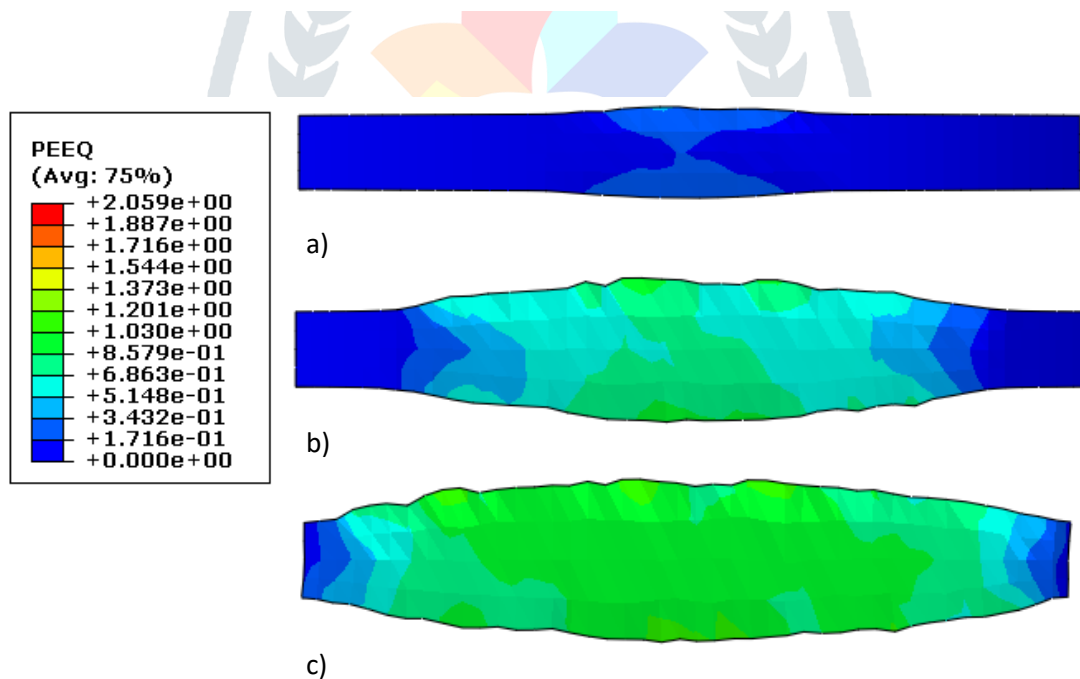 PEEQ
(Avg: 75%)
+2.059e+00
+1.887e+00
+1.716e+00
+1.544e+00
+1.373e+00
+1.201e+00
+1.030e+00
+8.579e-01
+6.863e-01
+5.148e-01
+3.432e-01
+1.716e-01
+0.000e+00
a)
b)
c)